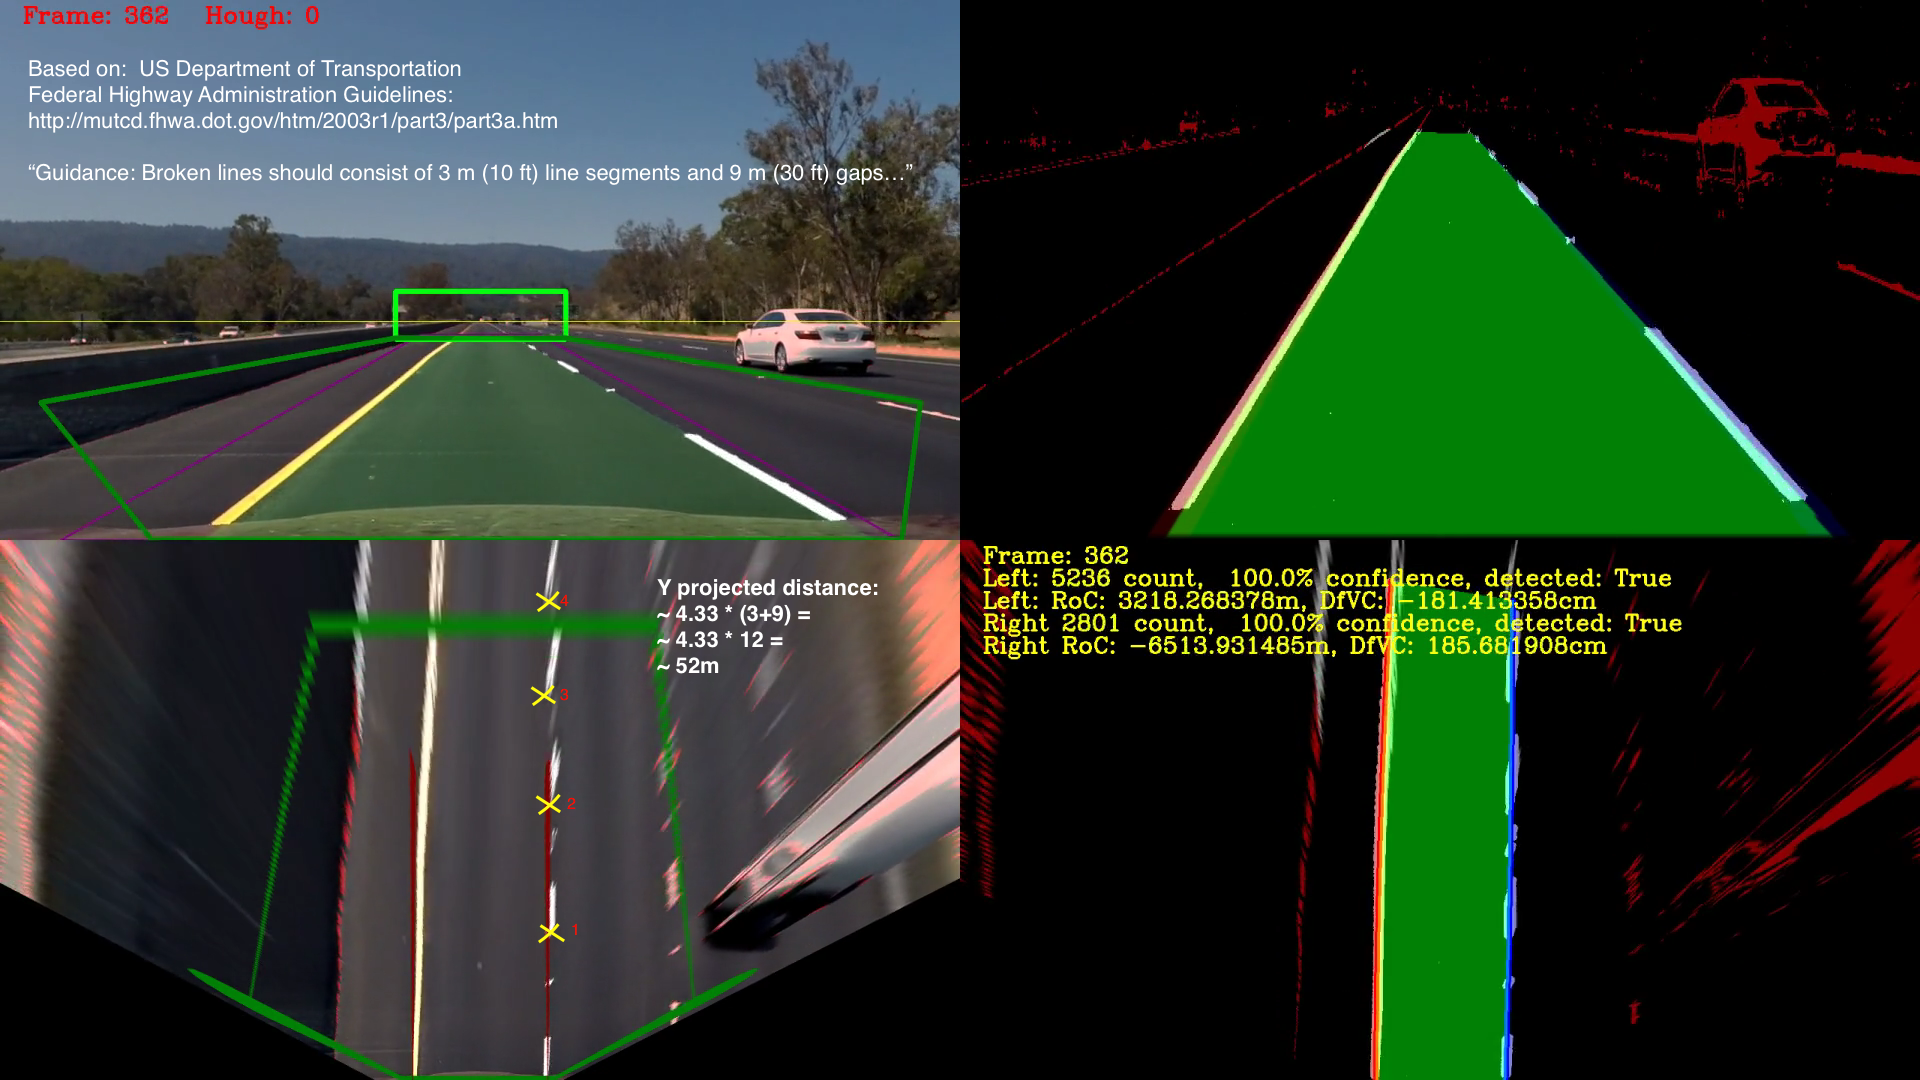 Frame: 362 Hough: 0
Based on: US Department of Transportation
Federal Highway Administration Guidelines:
http://mutcd.fhwa.dot.gov/htm/2003r1/part3/part3a.htm
“Guidance: Broken lines should consist of 3 m (10 ft) line segments and 9 m (30 ft) gaps…”
Y projected distance:
~ 4.33 * (3+9) =
~ 4.33 * 12 =
~ 52m
4
3
2
1
Frame: 362
Left: 5236 count, 100.0% confidence, detected: True
Left: RoC: 3218.268378m, DfVC: -181.413358cm
Right 2801 count, 100.0% confidence, detected: True
Right RoC: -6513.931485m, DfVC: 185.681908cm